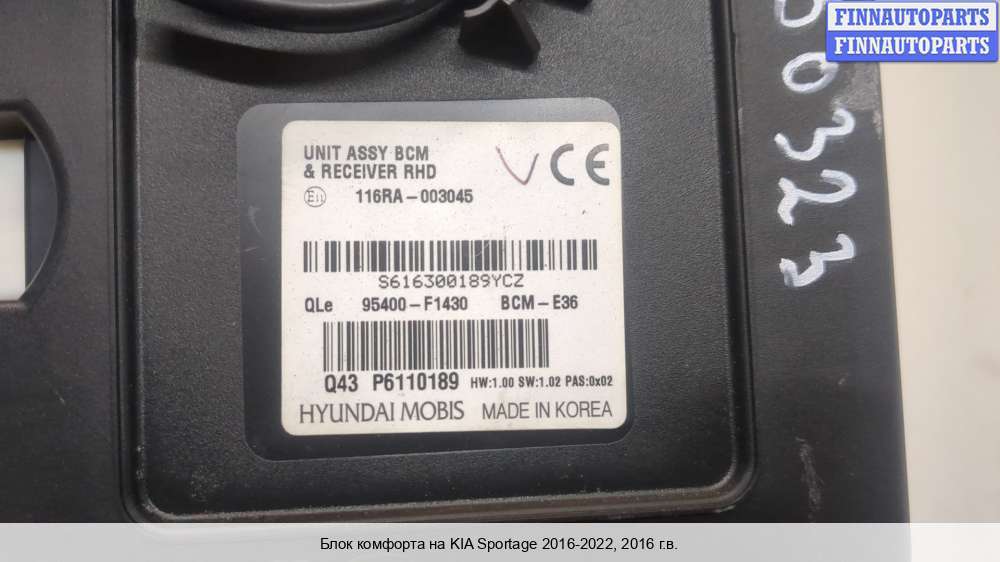 FINNAUTOPARTS
FINNAUTOPARTS
UNIT ASSY BCM
& RECEIVER RHD
CE
E11 116RA-003045
S616300189YCZ
QLe 95400-F1430 BCM-E36
Q43 P6110189 HW:1.00 SW:1.02 PAS:0x02
HYUNDAI MOBIS MADE IN KOREA
00323
Блок комфорта на KIA Sportage 2016-2022, 2016 г.в.